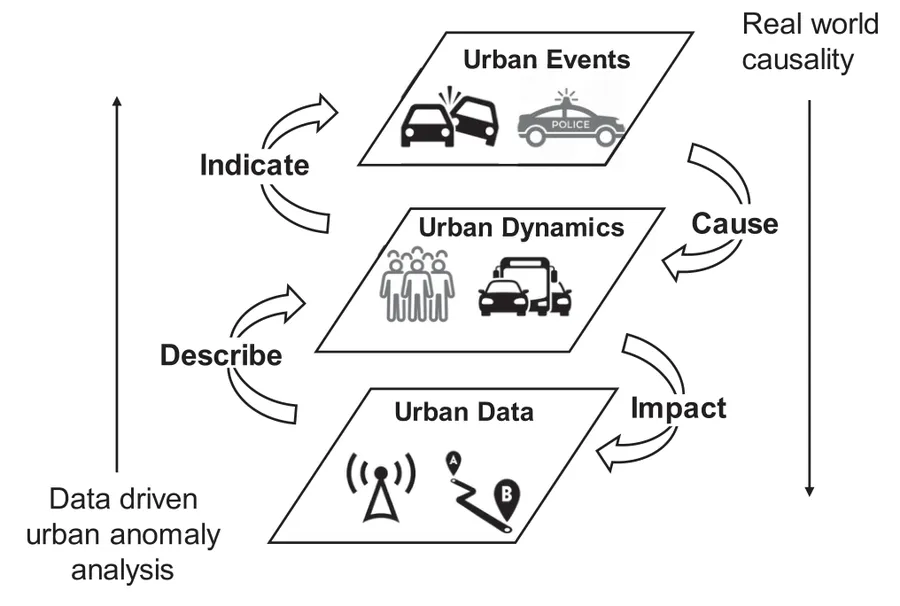 Real world
causality
Urban Events
POLICE
Indicate
Cause
Urban Dynamics
Describe
Impact
Urban Data
A
B
Data driven
urban anomaly
analysis